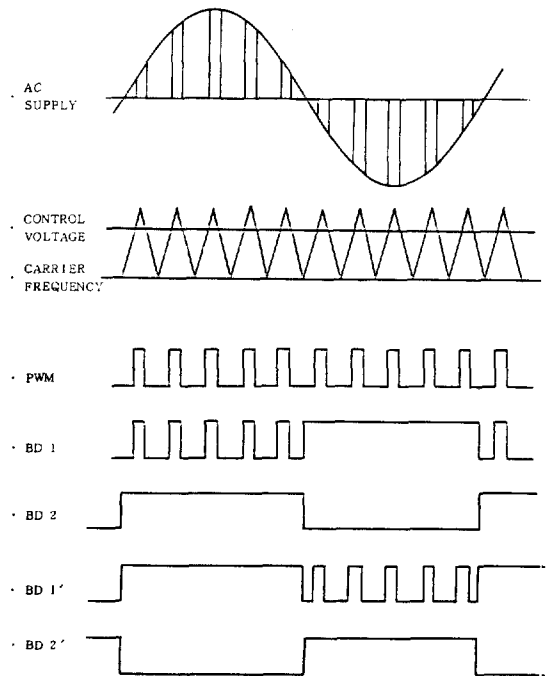 AC
SUPPLY
CONTROL
VOLTAGE
CARRIER
FREQUENCY
PWM
BD 1
BD 2
BD 1′
BD 2′